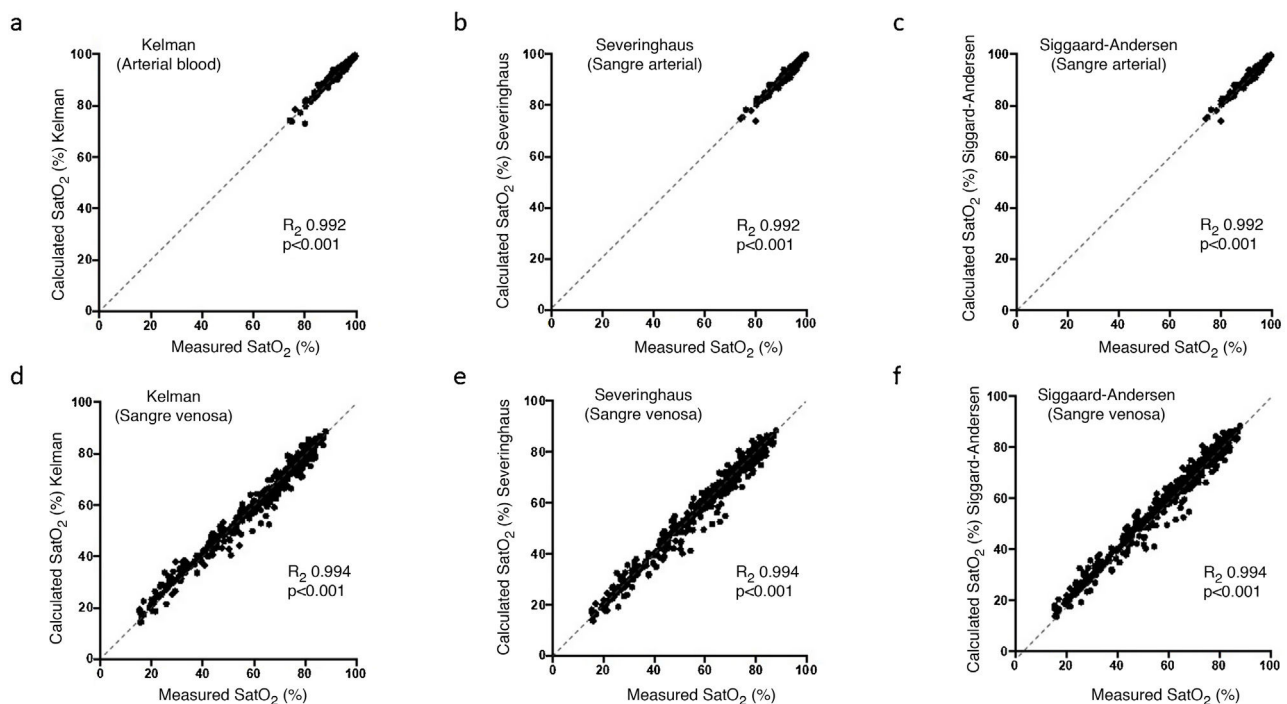 a
Kelman
(Arterial blood)
Calculated SatO2 (%) Kelman
100
80
60
40
20
0
R2 0.992
p<0.001
0 20 40 60 80 100
Measured SatO2 (%)
b
Severinghaus
(Sangre arterial)
Calculated SatO2 (%) Severinghaus
100
80
60
40
20
0
R2 0.992
p<0.001
0 20 40 60 80 100
Measured SatO2 (%)
c
Siggaard-Andersen
(Sangre arterial)
Calculated SatO2 (%) Siggard-Andersen
100
80
60
40
20
0
R2 0.992
p<0.001
0 20 40 60 80 100
Measured SatO2 (%)
d
Kelman
(Sangre venosa)
Calculated SatO2 (%) Kelman
100
80
60
40
20
0
R2 0.994
p<0.001
0 20 40 60 80 100
Measured SatO2 (%)
e
Severinghaus
(Sangre venosa)
Calculated SatO2 (%) Severinghaus
100
80
60
40
20
0
R2 0.994
p<0.001
0 20 40 60 80 100
Measured SatO2 (%)
f
Siggaard-Andersen
(Sangre venosa)
Calculated SatO2 (%) Siggard-Andersen
100
80
60
40
20
0
R2 0.994
p<0.001
0 20 40 60 80 100
Measured SatO2 (%)